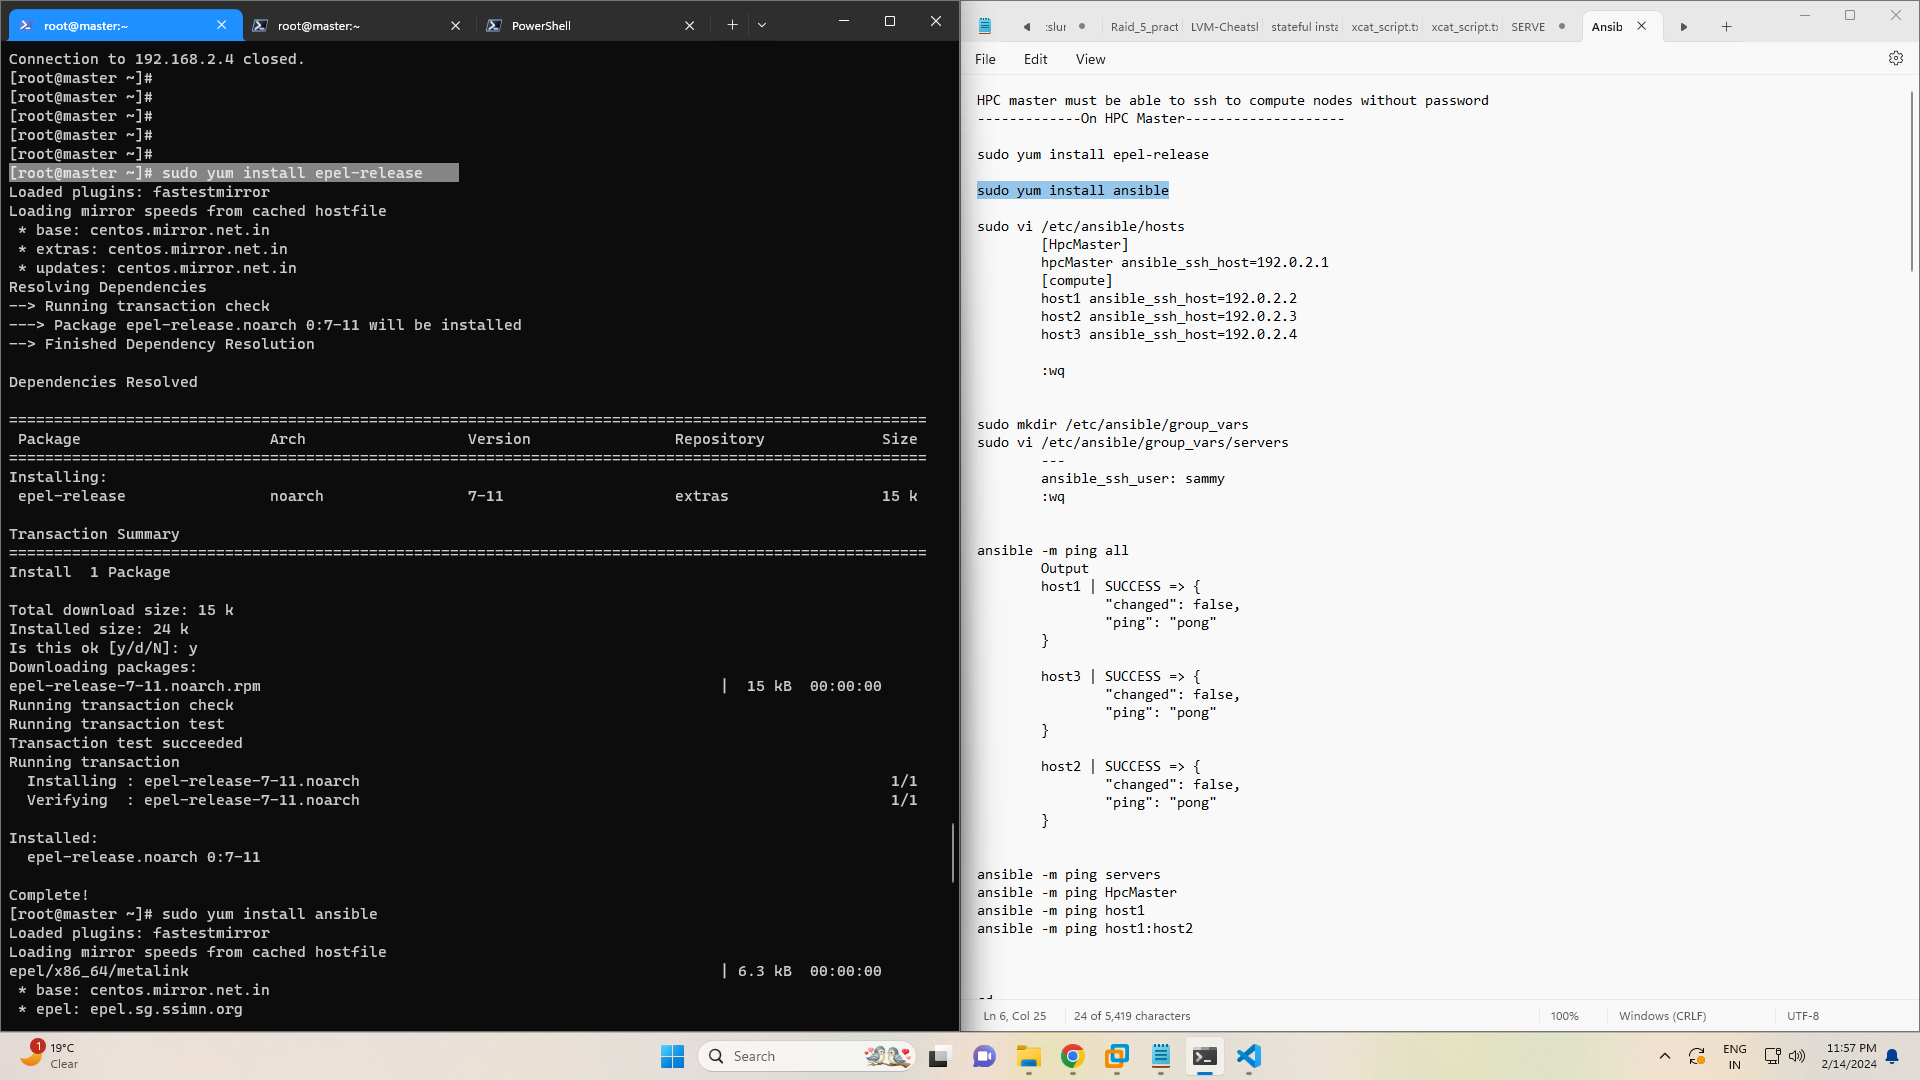 root@master:~
root@master:~
PowerShell
Connection to 192.168.2.4 closed.
[root@master ~]#
[root@master ~]#
[root@master ~]#
[root@master ~]#
[root@master ~]#
[root@master ~]# sudo yum install epel-release
Loaded plugins: fastestmirror
Loading mirror speeds from cached hostfile
 * base: centos.mirror.net.in
 * extras: centos.mirror.net.in
 * updates: centos.mirror.net.in
Resolving Dependencies
--> Running transaction check
---> Package epel-release.noarch 0:7-11 will be installed
--> Finished Dependency Resolution
Dependencies Resolved
================================================================================
 Package Arch Version Repository Size
================================================================================
Installing:
 epel-release noarch 7-11 extras 15 k
Transaction Summary
================================================================================
Install  1 Package
Total download size: 15 k
Installed size: 24 k
Is this ok [y/d/N]: y
Downloading packages:
epel-release-7-11.noarch.rpm | 15 kB 00:00:00
Running transaction check
Running transaction test
Transaction test succeeded
Running transaction
  Installing : epel-release-7-11.noarch 1/1
  Verifying  : epel-release-7-11.noarch 1/1
Installed:
  epel-release.noarch 0:7-11
Complete!
[root@master ~]# sudo yum install ansible
Loaded plugins: fastestmirror
Loading mirror speeds from cached hostfile
epel/x86_64/metalink | 6.3 kB 00:00:00
 * base: centos.mirror.net.in
 * epel: epel.sg.ssimn.org
:slur
Raid_5_pract
LVM-Cheatsl
stateful insta
xcat_script.tx
xcat_script.tx
SERVE
Ansib
File Edit View
HPC master must be able to ssh to compute nodes without password
-------------On HPC Master--------------------
sudo yum install epel-release
sudo yum install ansible
sudo vi /etc/ansible/hosts
[HpcMaster]
hpcMaster ansible_ssh_host=192.0.2.1
[compute]
host1 ansible_ssh_host=192.0.2.2
host2 ansible_ssh_host=192.0.2.3
host3 ansible_ssh_host=192.0.2.4
:wq
sudo mkdir /etc/ansible/group_vars
sudo vi /etc/ansible/group_vars/servers
---
ansible_ssh_user: sammy
:wq
ansible -m ping all
Output
host1 | SUCCESS => {
"changed": false,
"ping": "pong"
}
host3 | SUCCESS => {
"changed": false,
"ping": "pong"
}
host2 | SUCCESS => {
"changed": false,
"ping": "pong"
}
ansible -m ping servers
ansible -m ping HpcMaster
ansible -m ping host1
ansible -m ping host1:host2
Ln 6, Col 25
24 of 5,419 characters
100%
Windows (CRLF)
UTF-8
1
19°C
Clear
Search
ENG
IN
11:57 PM
2/14/2024